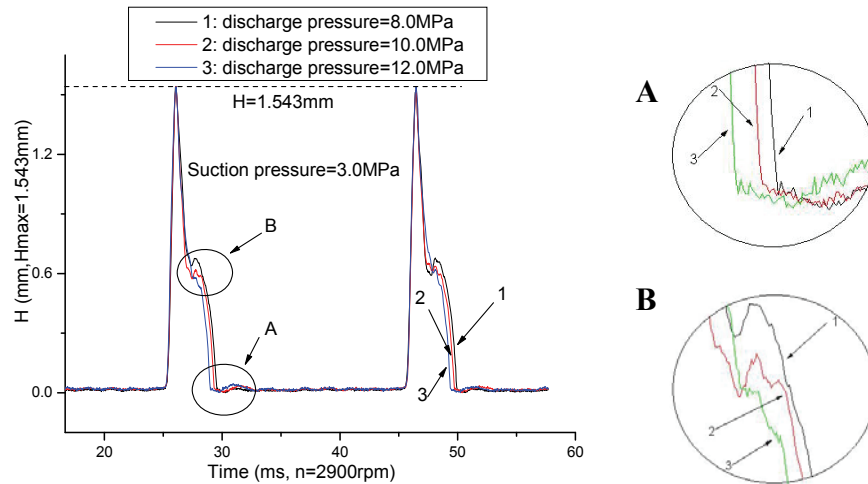 1: discharge pressure=8.0MPa
2: discharge pressure=10.0MPa
3: discharge pressure=12.0MPa
H=1.543mm
Suction pressure=3.0MPa
B
A
2
1
3
1.2
0.6
0.0
H (mm,Hmax=1.543mm)
20
30
40
50
60
Time (ms, n=2900rpm)
A
2
1
3
B
1
2
3